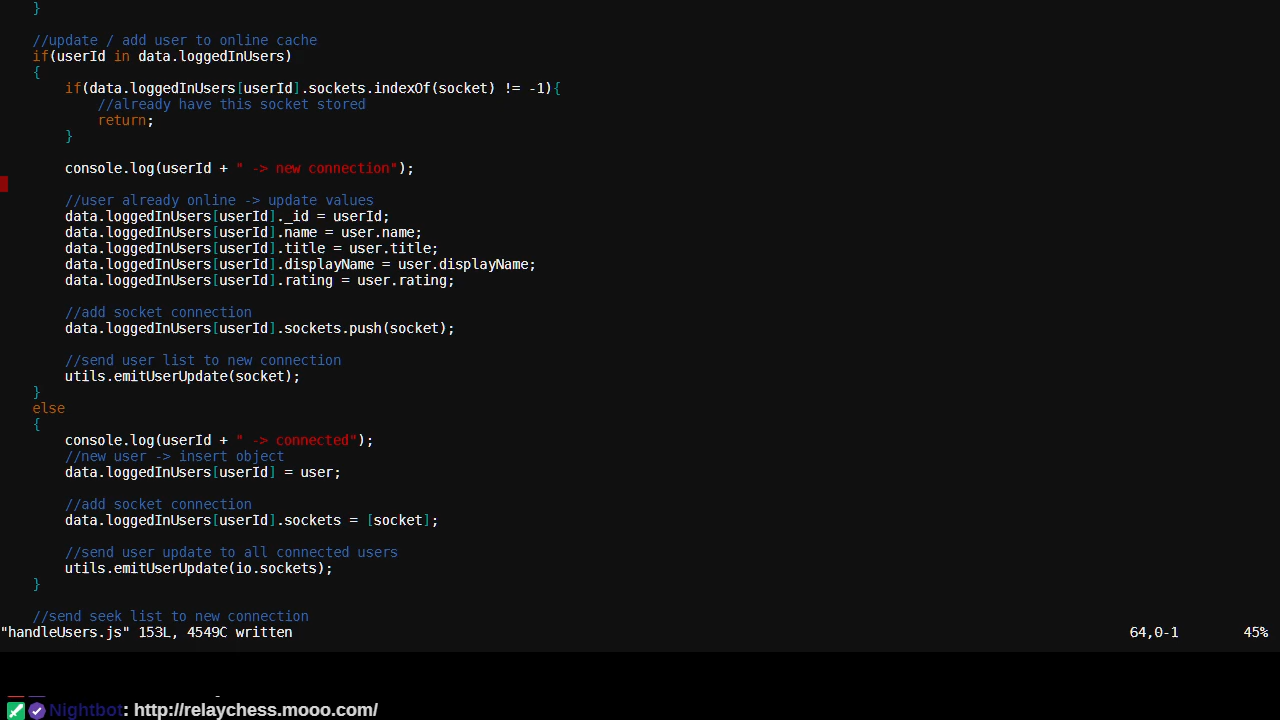 }
//update / add user to online cache
if(userId in data.loggedInUsers)
{
if(data.loggedInUsers[userId].sockets.indexOf(socket) != -1){
//already have this socket stored
return;
}
console.log(userId + " -> new connection");
//user already online -> update values
data.loggedInUsers[userId]._id = userId;
data.loggedInUsers[userId].name = user.name;
data.loggedInUsers[userId].title = user.title;
data.loggedInUsers[userId].displayName = user.displayName;
data.loggedInUsers[userId].rating = user.rating;
//add socket connection
data.loggedInUsers[userId].sockets.push(socket);
//send user list to new connection
utils.emitUserUpdate(socket);
}
else
{
console.log(userId + " -> connected");
//new user -> insert object
data.loggedInUsers[userId] = user;
//add socket connection
data.loggedInUsers[userId].sockets = [socket];
//send user update to all connected users
utils.emitUserUpdate(io.sockets);
}
//send seek list to new connection
"handleUsers.js" 153L, 4549C written 64,0-1 45%
Nightbot: http://relaychess.mooo.com/